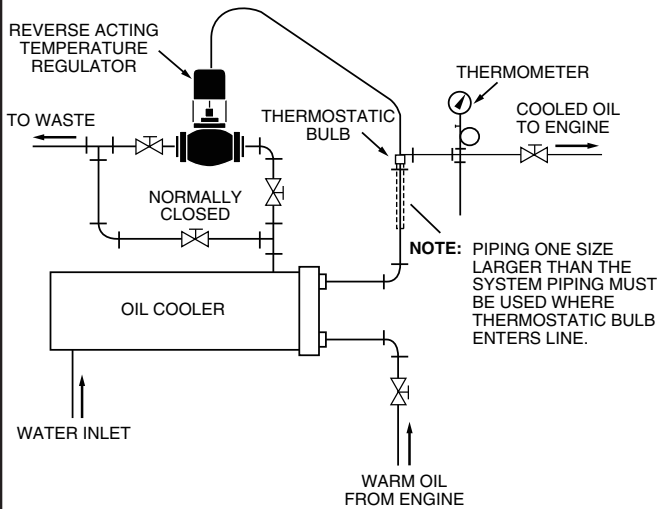 REVERSE ACTING
TEMPERATURE
REGULATOR
THERMOMETER
TO WASTE
THERMOSTATIC
BULB
COOLED OIL
TO ENGINE
NORMALLY
CLOSED
NOTE: PIPING ONE SIZE
LARGER THAN THE
SYSTEM PIPING MUST
BE USED WHERE
THERMOSTATIC BULB
ENTERS LINE.
OIL COOLER
WATER INLET
WARM OIL
FROM ENGINE